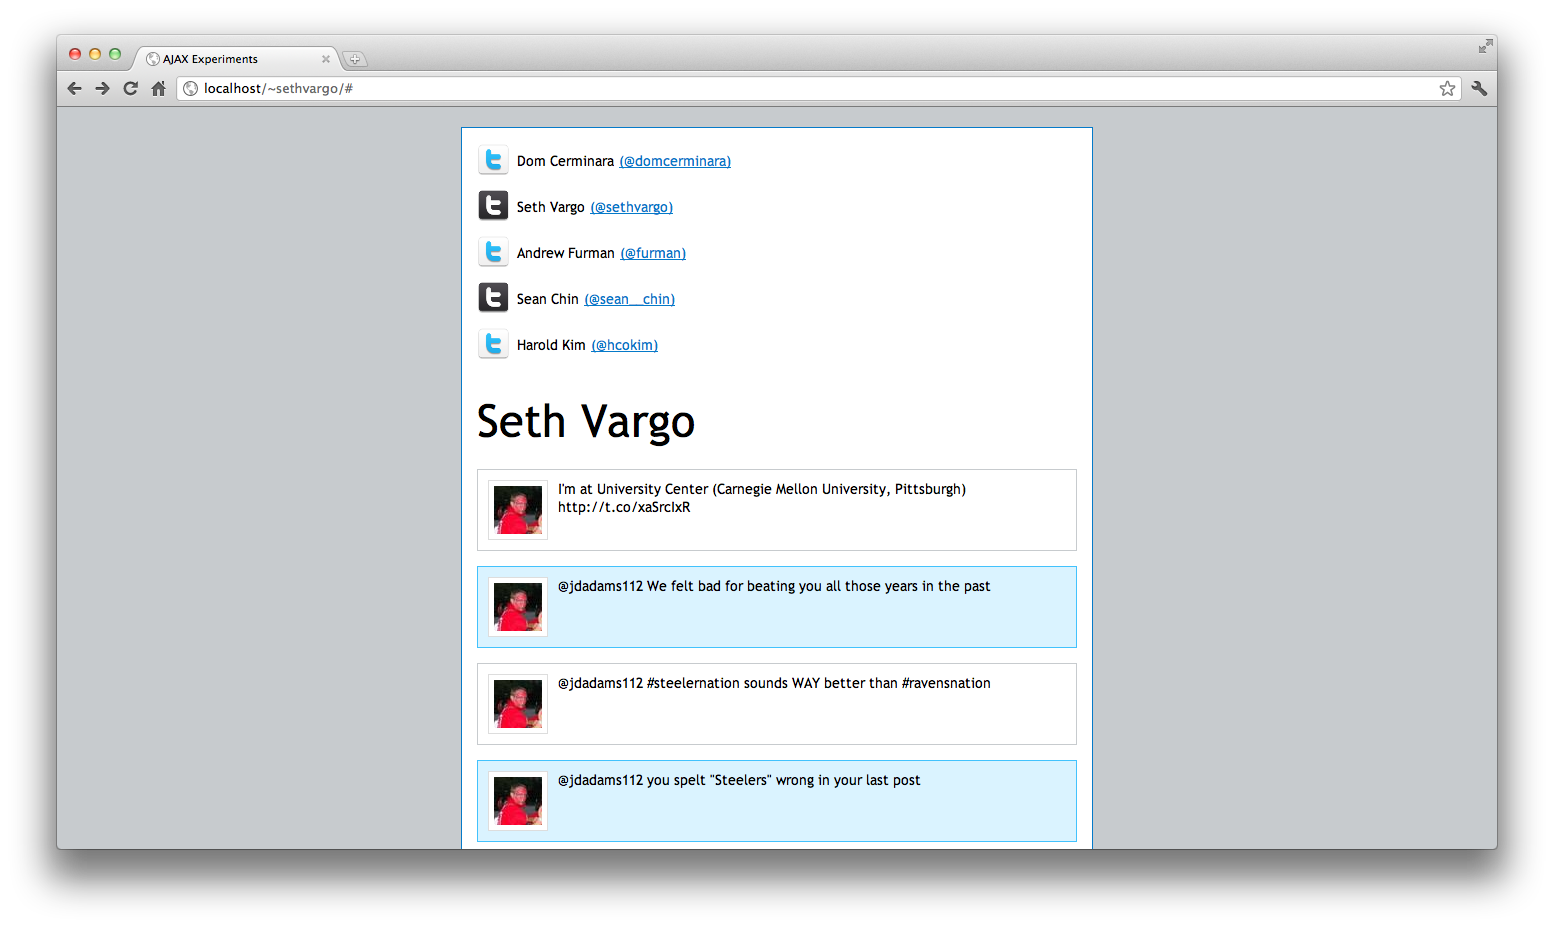 AJAX Experiments
localhost/~sethvargo/#
Dom Cerminara (@domcerminara)
Seth Vargo (@sethvargo)
Andrew Furman (@furman)
Sean Chin (@sean__chin)
Harold Kim (@hcokim)
Seth Vargo
I'm at University Center (Carnegie Mellon University, Pittsburgh)
http://t.co/xaSrcIxR
@jdadams112 We felt bad for beating you all those years in the past
@jdadams112 #steelernation sounds WAY better than #ravensnation
@jdadams112 you spelt "Steelers" wrong in your last post